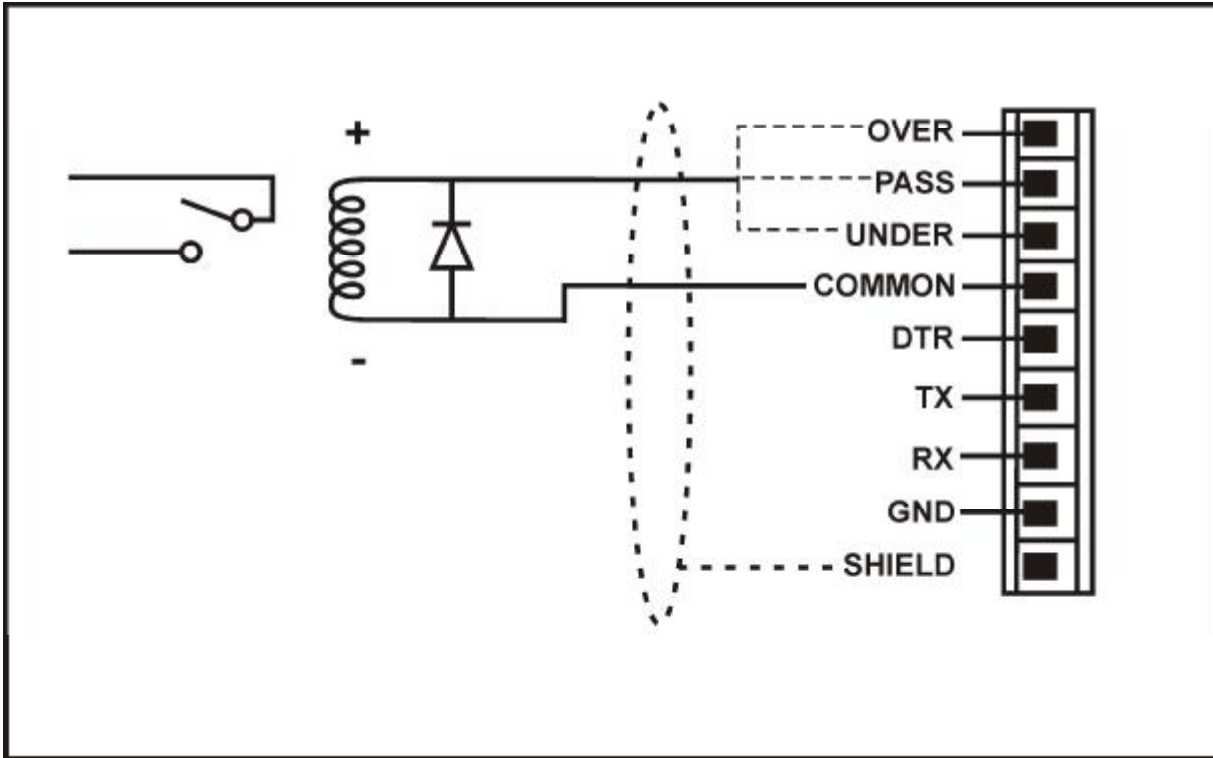 +
-
OVER
PASS
UNDER
COMMON
DTR
TX
RX
GND
SHIELD